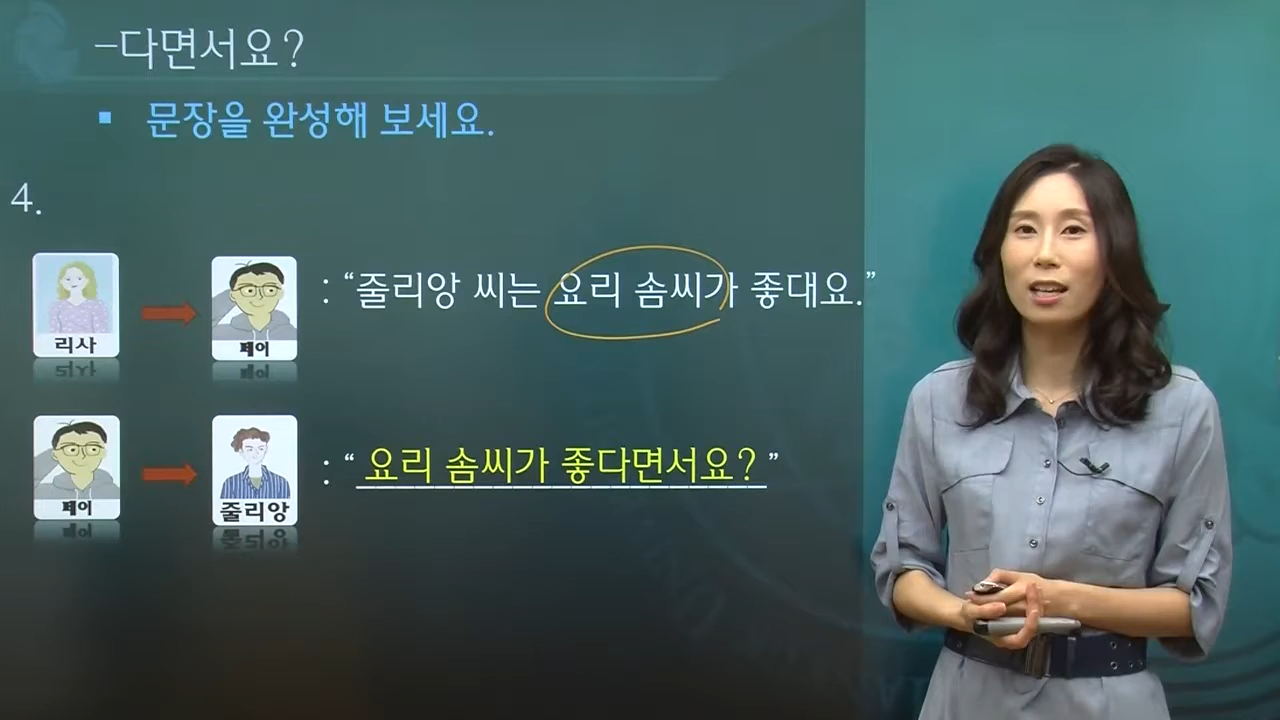 -다면서요?
▪ 문장을 완성해 보세요.
4.
리사
페이
: “줄리앙 씨는 요리 솜씨가 좋대요.”
페이
줄리앙
: “ 요리 솜씨가 좋다면서요? ”